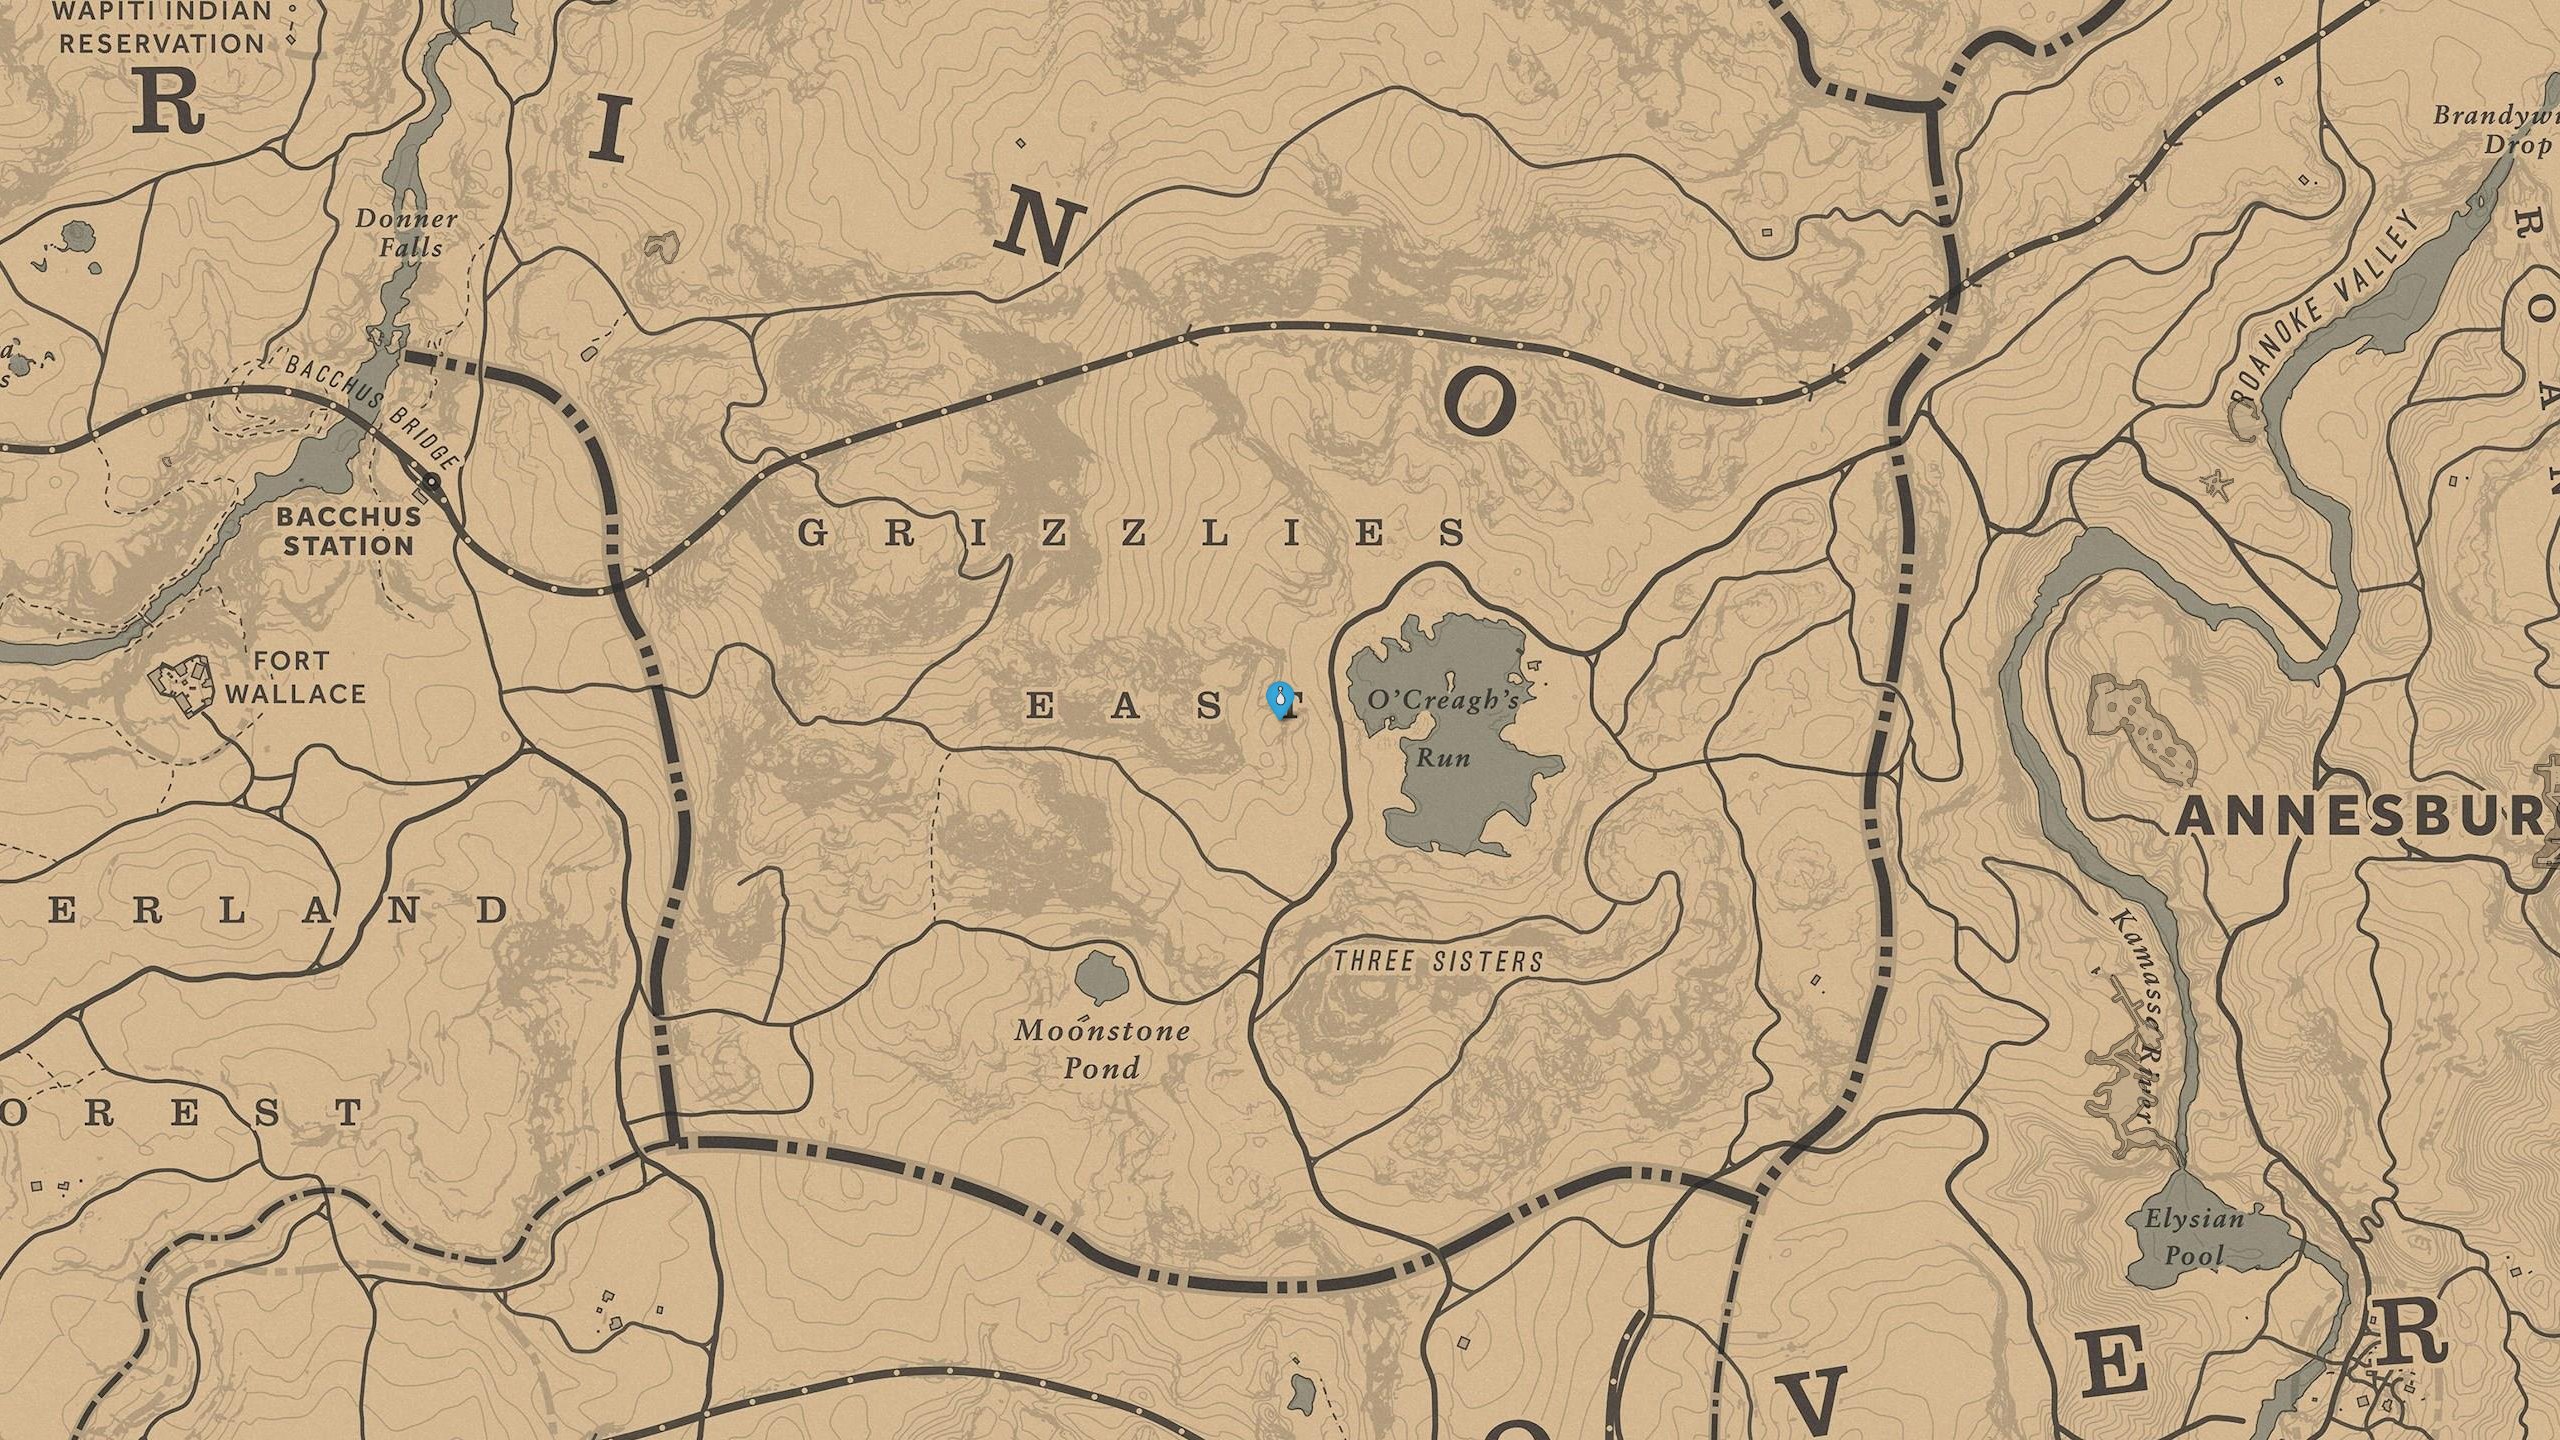 WAPITI INDIAN
RESERVATION
R
I
N
O
Donner
Falls
Brandywi
Drop
R
O
A
N
ROANOKE VALLEY
a
s
BACCHUS BRIDGE
BACCHUS
STATION
GRIZZLIES
EAST
FORT
WALLACE
O'Creagh's
Run
ANNESBUR
ERLAND
THREE SISTERS
Kamassa River
Moonstone
Pond
OREST
Elysian
Pool
O
V
E
R